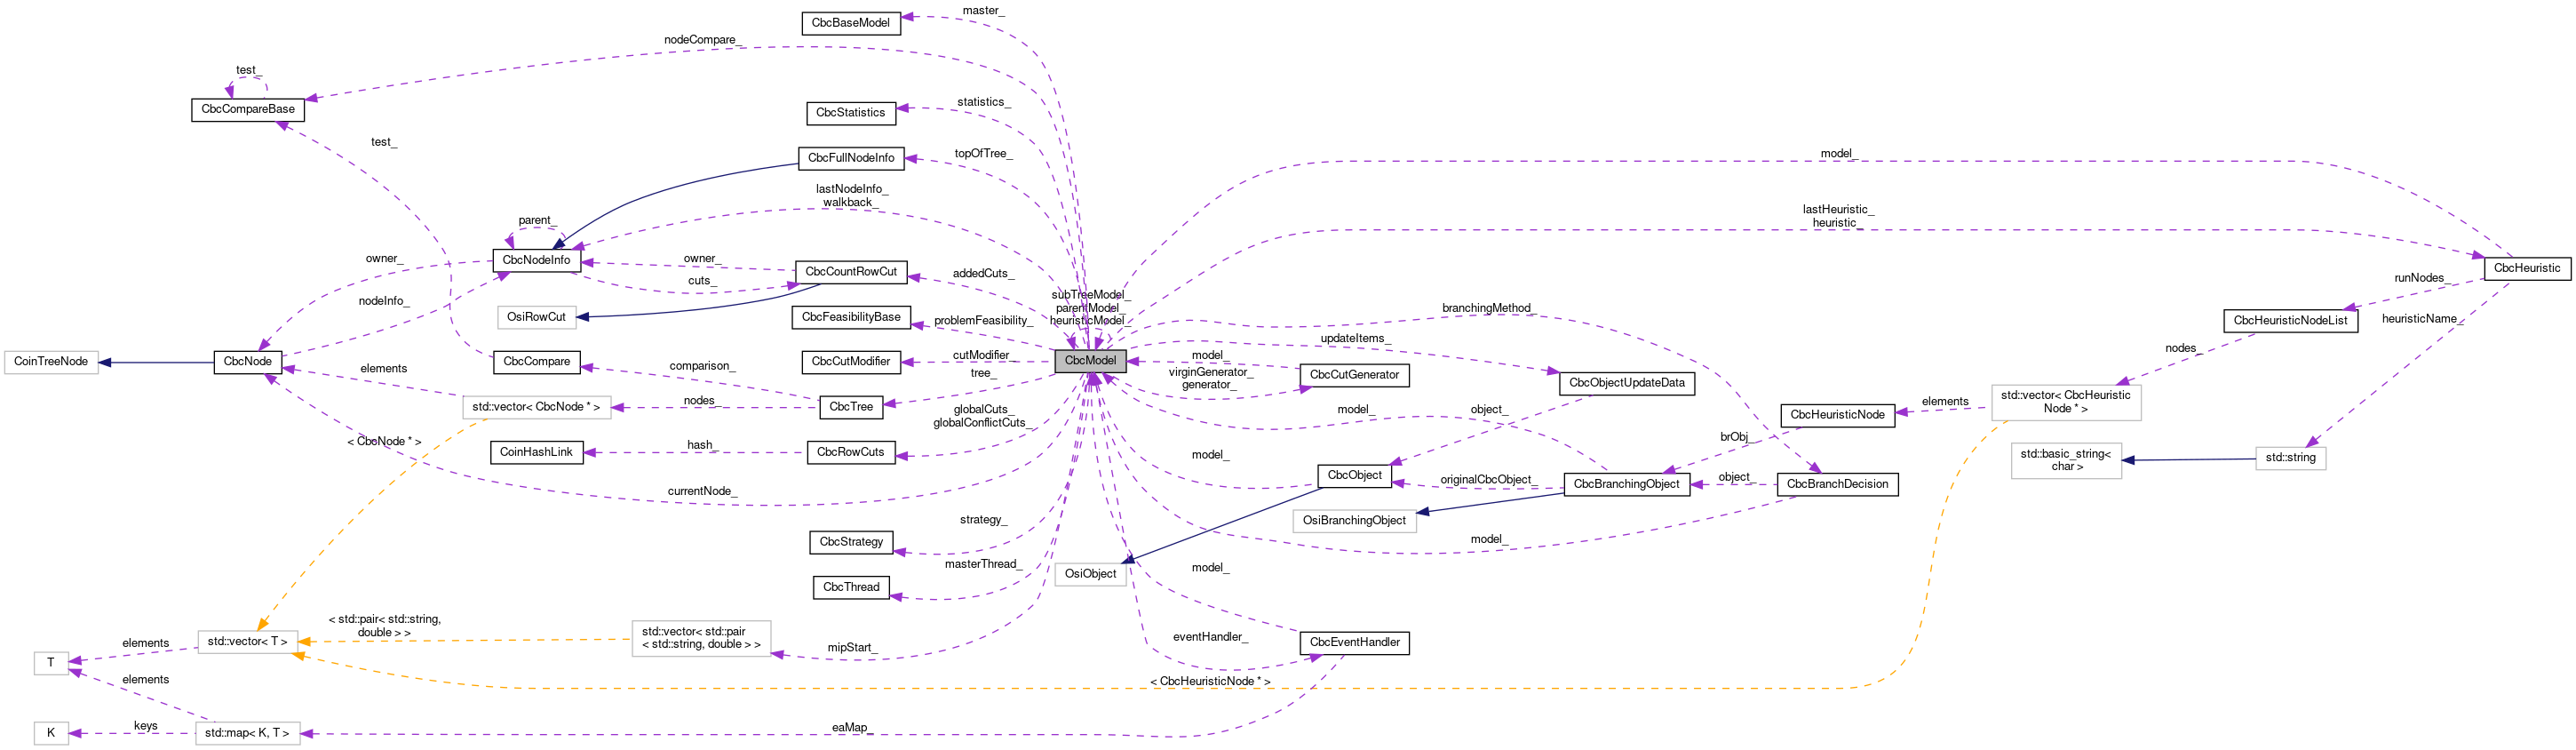 CbcBaseModel
master_
nodeCompare_
test_
CbcCompareBase
statistics_
CbcStatistics
test_
CbcFullNodeInfo
topOfTree_
model_
lastNodeInfo_
walkback_
parent_
lastHeuristic_
heuristic_
CbcNodeInfo
owner_
owner_
CbcCountRowCut
addedCuts_
CbcHeuristic
cuts_
runNodes_
nodeInfo_
subTreeModel_
parentModel_
heuristicModel_
branchingMethod_
OsiRowCut
CbcFeasibilityBase
problemFeasibility_
CbcHeuristicNodeList
heuristicName_
updateItems_
CoinTreeNode
CbcNode
CbcCompare
CbcCutModifier
cutModifier_
CbcModel
model_
nodes_
elements
comparison_
tree_
virginGenerator_
generator_
CbcCutGenerator
CbcObjectUpdateData
std::vector< CbcNode * >
nodes_
CbcTree
globalCuts_
globalConflictCuts_
model_
object_
CbcHeuristicNode
elements
std::vector< CbcHeuristic
Node * >
< CbcNode * >
CoinHashLink
hash_
CbcRowCuts
model_
brObj_
std::basic_string<
char >
std::string
CbcObject
originalCbcObject_
CbcBranchingObject
object_
CbcBranchDecision
currentNode_
strategy_
OsiBranchingObject
CbcStrategy
model_
masterThread_
OsiObject
model_
CbcThread
< std::pair< std::string,
double > >
std::vector< std::pair
< std::string, double > >
std::vector< T >
elements
mipStart_
eventHandler_
CbcEventHandler
T
elements
< CbcHeuristicNode * >
K
keys
std::map< K, T >
eaMap_